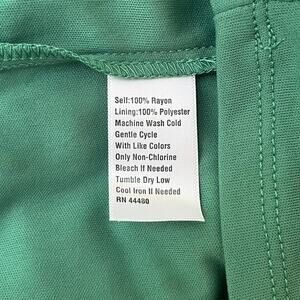 Self:100% Rayon
Lining:100% Polyester
Machine Wash Cold
Gentle Cycle
With Like Colors
Only Non-Chlorine
Bleach If Needed
Tumble Dry Low
Cool Iron If Needed
RN 44480